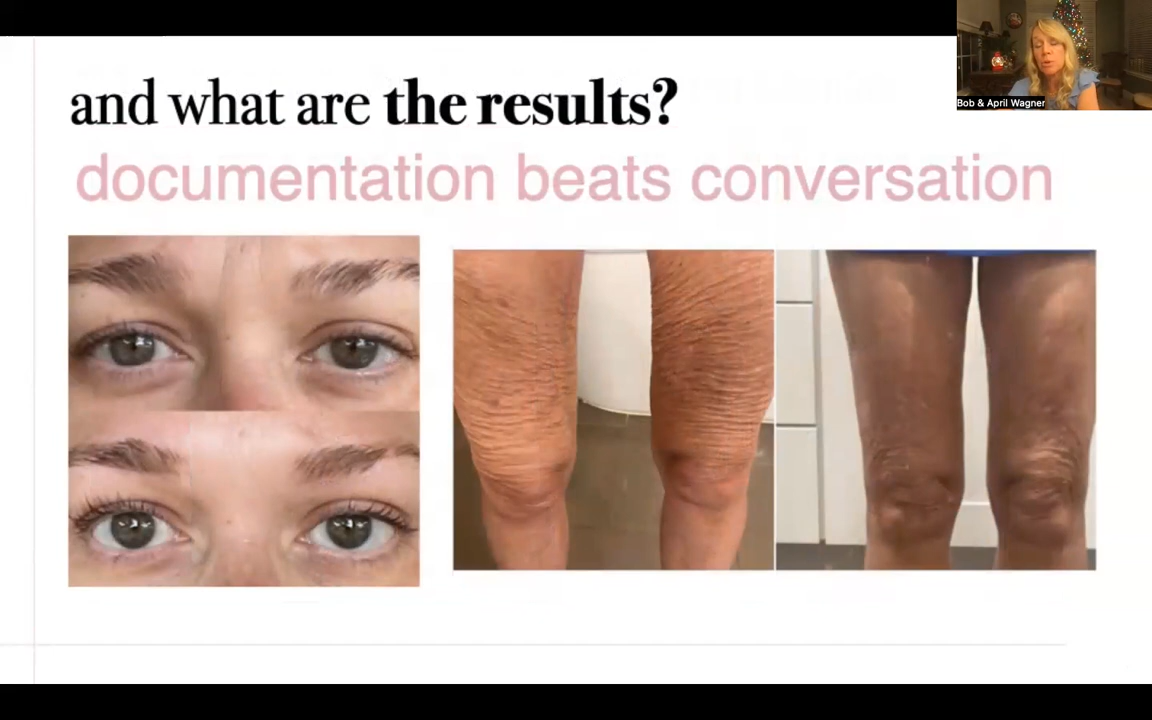 and what are the results?
documentation beats conversation
Bob & April Wagner